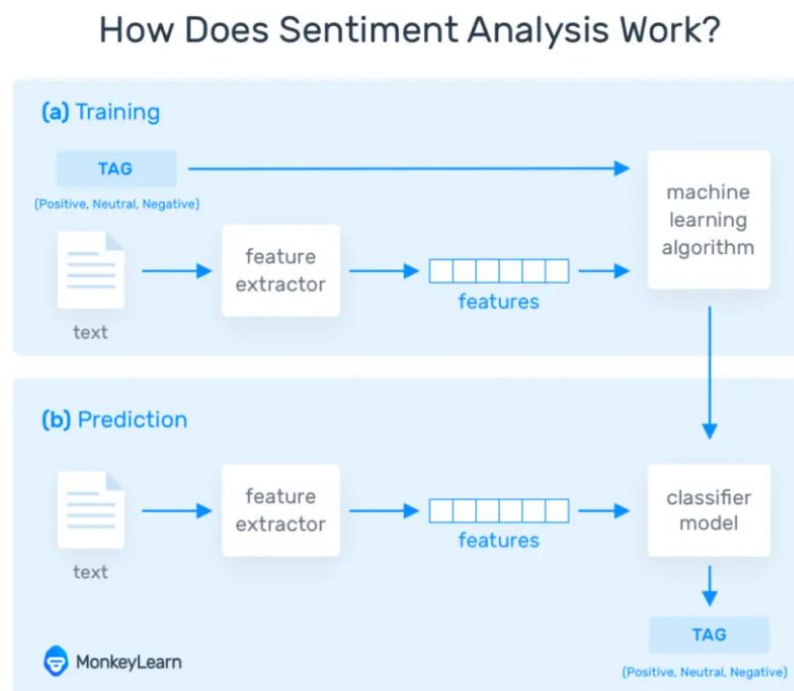 How Does Sentiment Analysis Work?
(a) Training
TAG
(Positive, Neutral, Negative)
text
feature
extractor
features
machine
learning
algorithm
(b) Prediction
text
feature
extractor
features
classifier
model
TAG
(Positive, Neutral, Negative)
MonkeyLearn